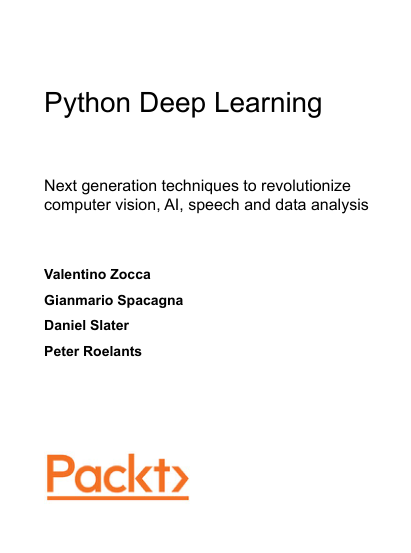 Python Deep Learning
Next generation techniques to revolutionize
computer vision, AI, speech and data analysis
Valentino Zocca
Gianmario Spacagna
Daniel Slater
Peter Roelants
Packt>